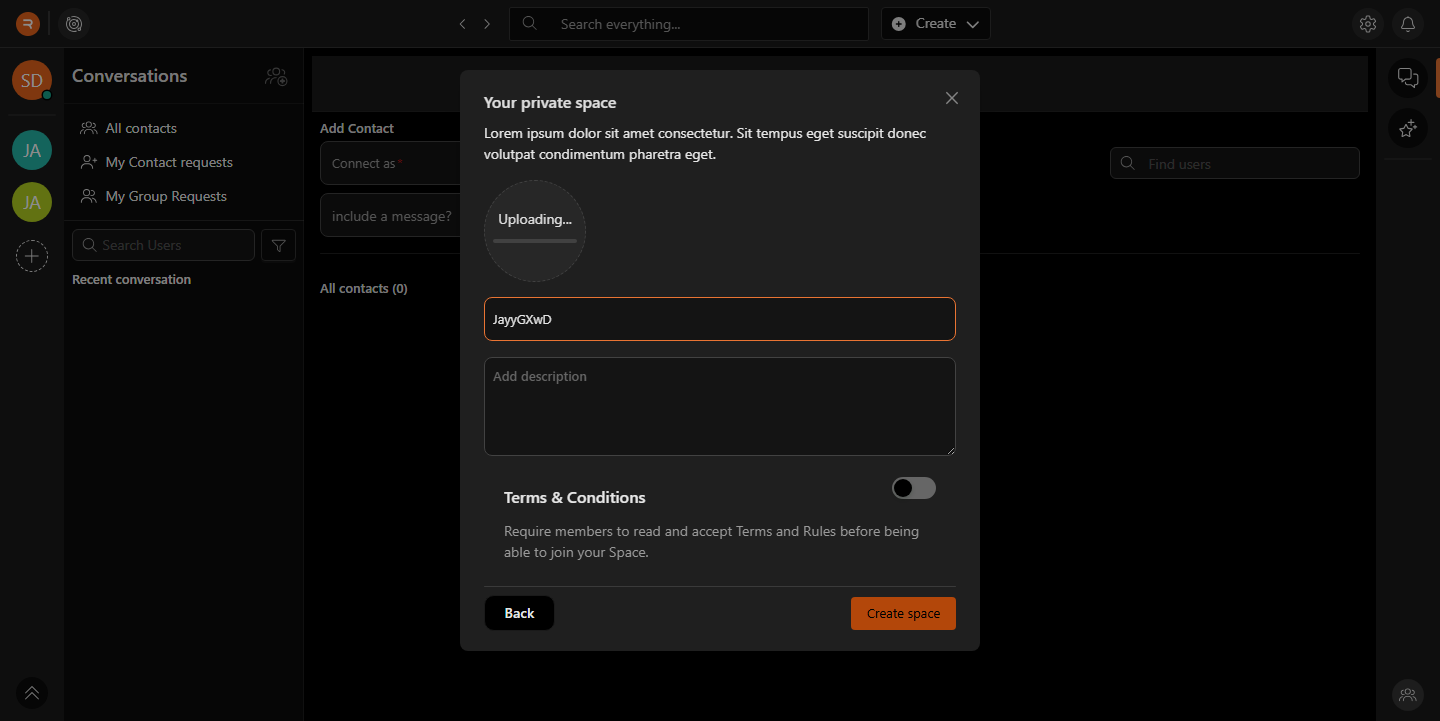 Search everything...
Create
SD
Conversations
Your private space
All contacts
Add Contact
Lorem ipsum dolor sit amet consectetur. Sit tempus eget suscipit donec
volutpat condimentum pharetra eget.
JA
My Contact requests
Connect as *
Find users
JA
My Group Requests
include a message?
Uploading...
Search Users
Recent conversation
All contacts (0)
JayyGXwD
Add description
Terms & Conditions
Require members to read and accept Terms and Rules before being
able to join your Space.
Back
Create space